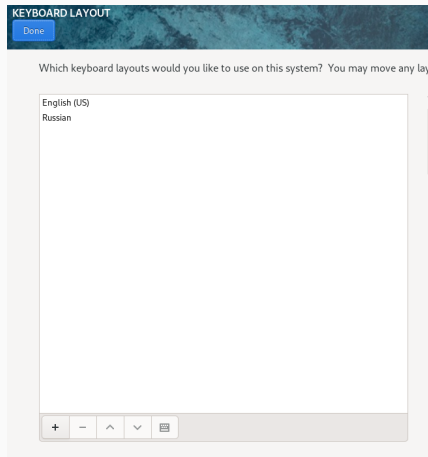 KEYBOARD LAYOUT
Done
Which keyboard layouts would you like to use on this system? You may move any lay
English (US)
Russian